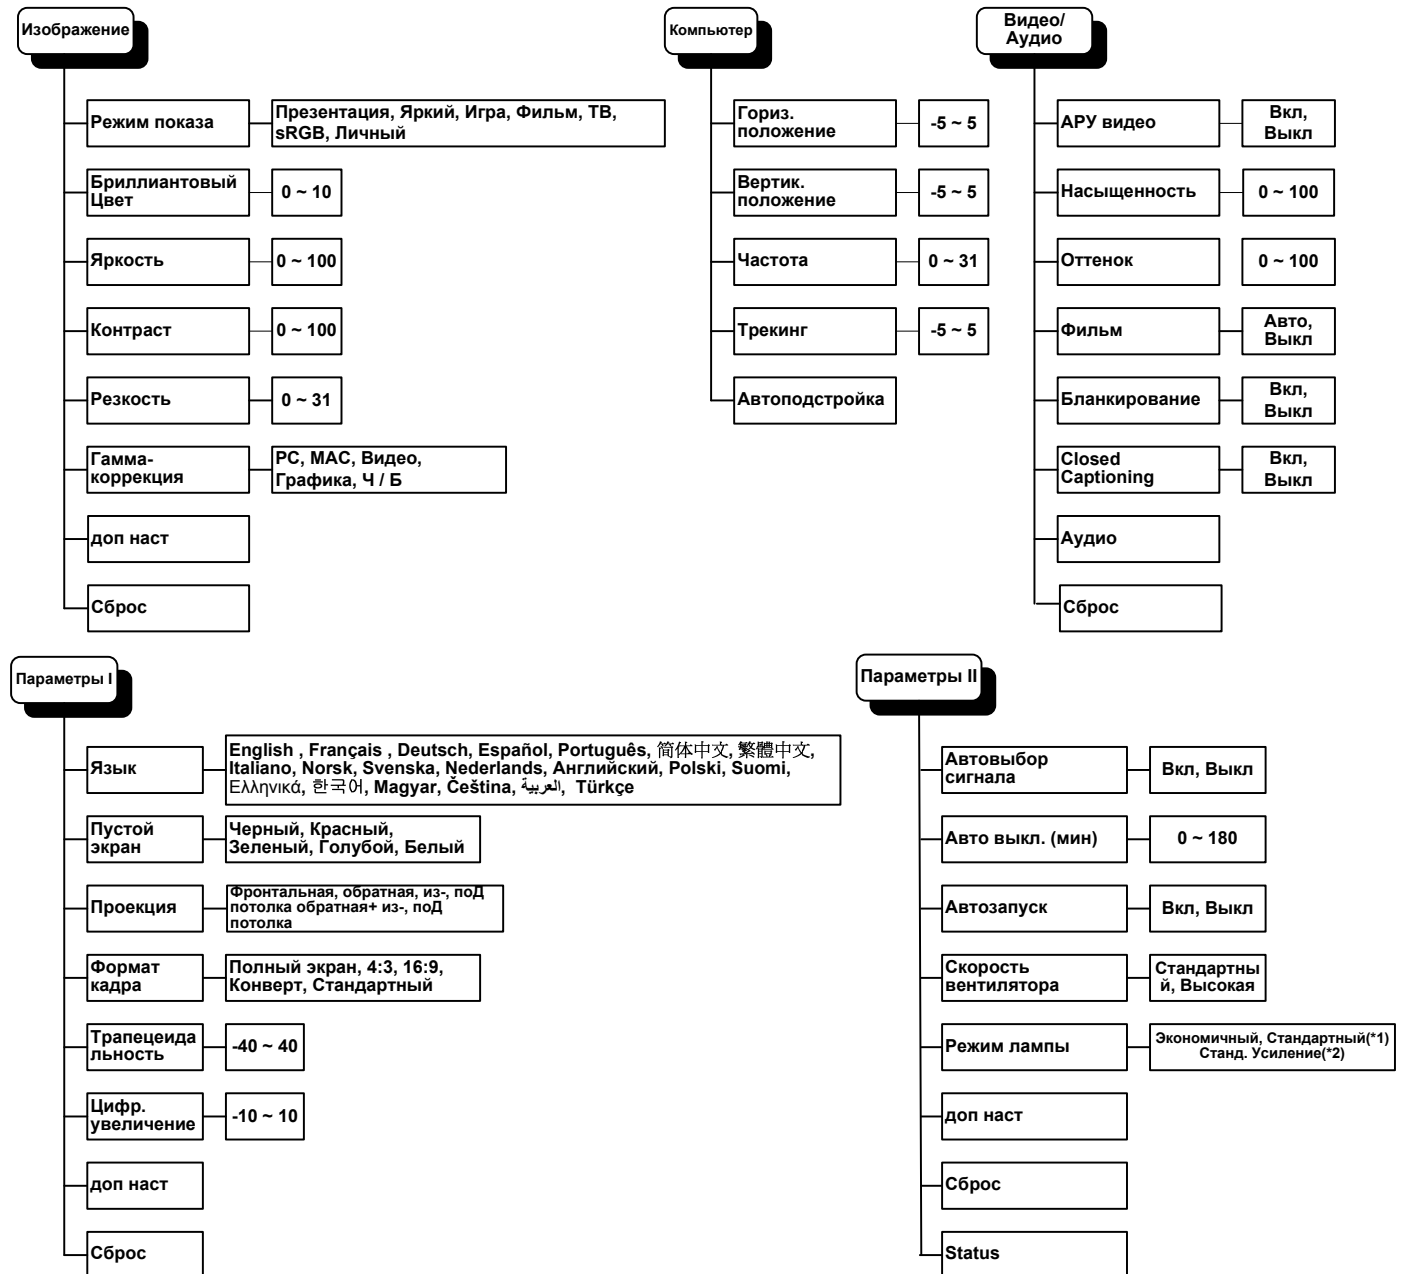 Изображение
Режим показа
Презентация, Яркий, Игра, Фильм, ТВ,
sRGB, Личный
Бриллиантовый
Цвет
0 ~ 10
Яркость
0 ~ 100
Контраст
0 ~ 100
Резкость
0 ~ 31
Гамма-
коррекция
PC, MAC, Видео,
Графика, Ч / Б
доп наст
Сброс
Компьютер
Гориз.
положение
-5 ~ 5
Вертик.
положение
-5 ~ 5
Частота
0 ~ 31
Трекинг
-5 ~ 5
Автоподстройка
Видео/
Аудио
АРУ видео
Вкл,
Выкл
Насыщенность
0 ~ 100
Оттенок
0 ~ 100
Фильм
Авто,
Выкл
Бланкирование
Вкл,
Выкл
Closed
Captioning
Вкл,
Выкл
Аудио
Сброс
Параметры I
Язык
English , Français , Deutsch, Español, Português, 简体中文, 繁體中文,
Italiano, Norsk, Svenska, Nederlands, Английский, Polski, Suomi,
Ελληνικά, 한국어, Magyar, Čeština, العربية, Türkçe
Пустой
экран
Черный, Красный,
Зеленый, Голубой, Белый
Проекция
Фронтальная, обратная, из-, поД
потолка обратная+ из-, поД
потолка
Формат
кадра
Полный экран, 4:3, 16:9,
Конверт, Стандартный
Трапецеида
льность
-40 ~ 40
Цифр.
увеличение
-10 ~ 10
доп наст
Сброс
Параметры II
Автовыбор
сигнала
Вкл, Выкл
Авто выкл. (мин)
0 ~ 180
Автозапуск
Вкл, Выкл
Скорость
вентилятора
Стандартны
й, Высокая
Режим лампы
Экономичный, Стандартный(*1)
Станд. Усиление(*2)
доп наст
Сброс
Status